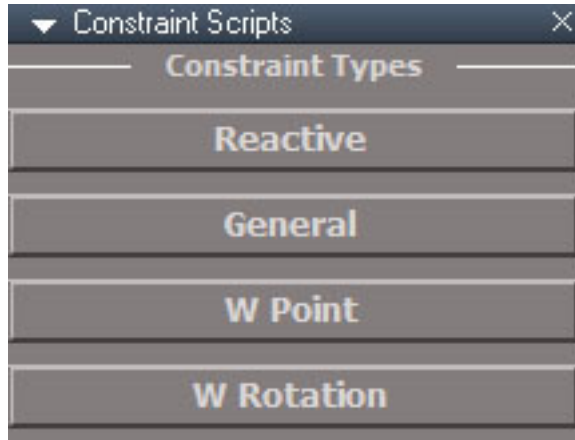 Constraint Scripts
Constraint Types
Reactive
General
W Point
W Rotation